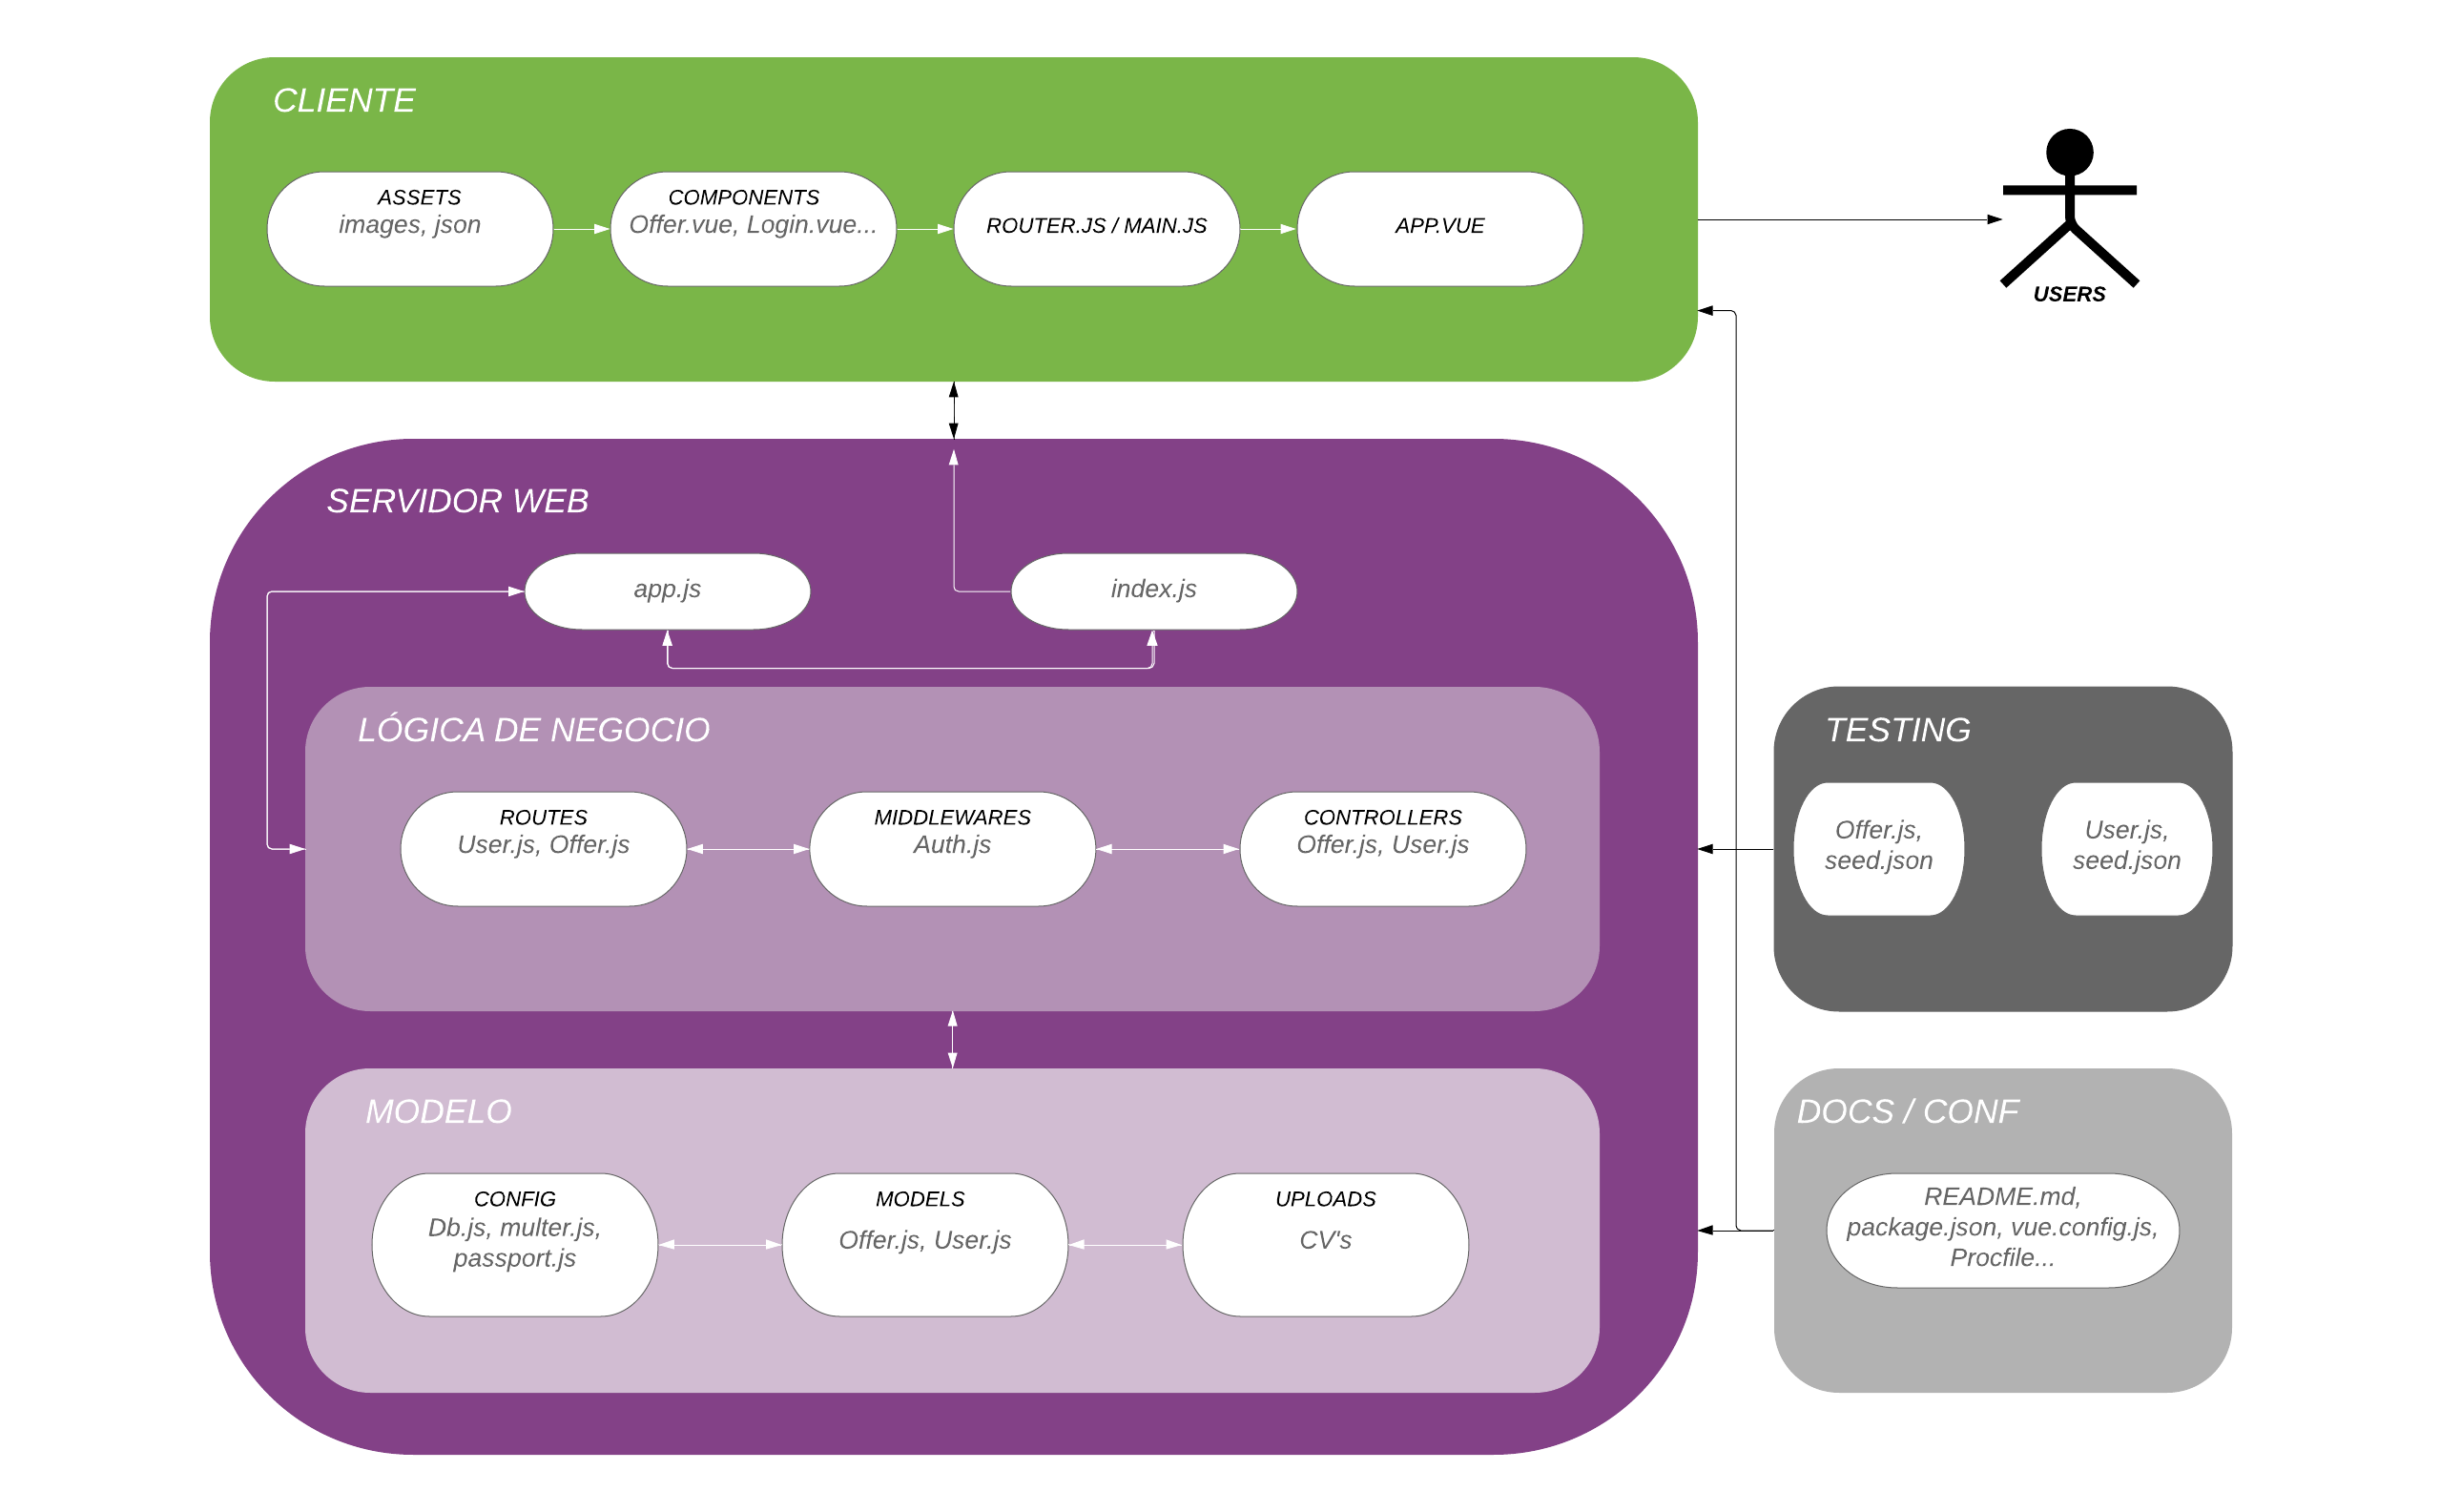 CLIENTE
ASSETS
images, json
COMPONENTS
Offer.vue, Login.vue...
ROUTER.JS / MAIN.JS
APP.VUE
USERS
SERVIDOR WEB
app.js
index.js
LÓGICA DE NEGOCIO
ROUTES
User.js, Offer.js
MIDDLEWARES
Auth.js
CONTROLLERS
Offer.js, User.js
TESTING
Offer.js,
seed.json
User.js,
seed.json
MODELO
CONFIG
Db.js, multer.js,
passport.js
MODELS
Offer.js, User.js
UPLOADS
CV's
DOCS / CONF
README.md,
package.json, vue.config.js,
Procfile...